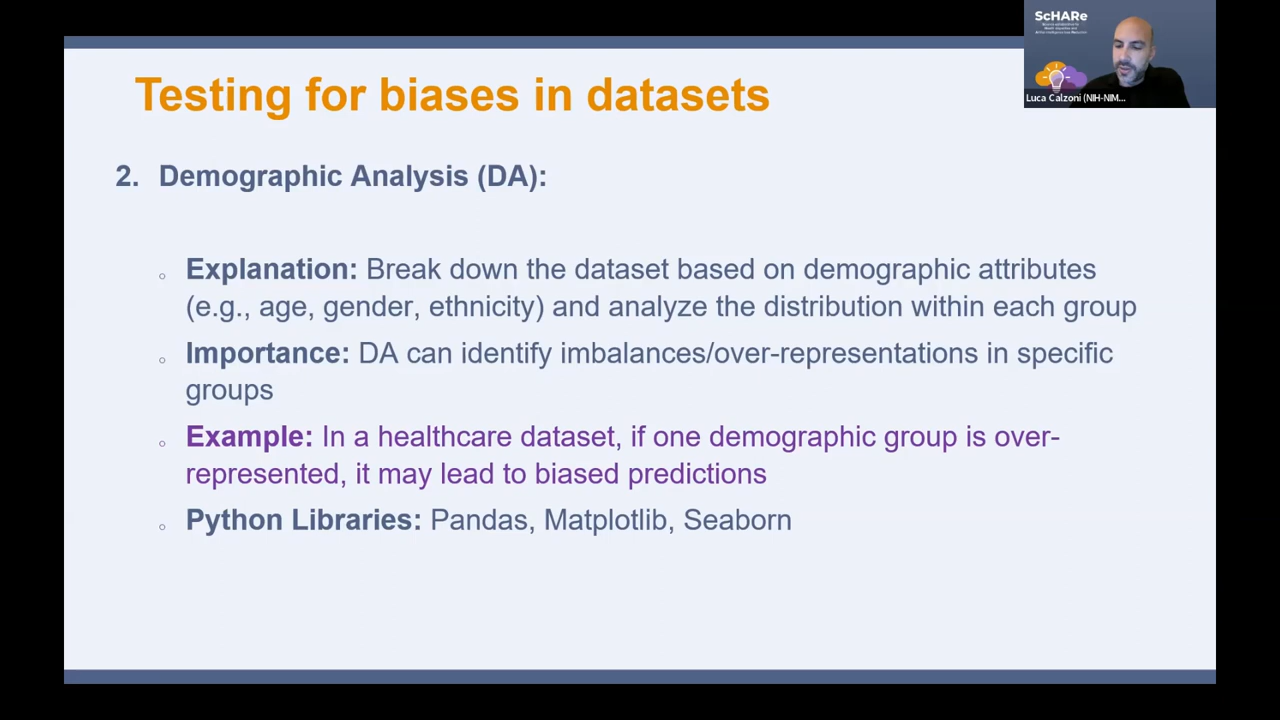 ScHARe
Testing for biases in datasets
Luca Calzoni (NIH-NIM...
2. Demographic Analysis (DA):
○ Explanation: Break down the dataset based on demographic attributes
(e.g., age, gender, ethnicity) and analyze the distribution within each group
○ Importance: DA can identify imbalances/over-representations in specific
groups
○ Example: In a healthcare dataset, if one demographic group is over-
represented, it may lead to biased predictions
○ Python Libraries: Pandas, Matplotlib, Seaborn